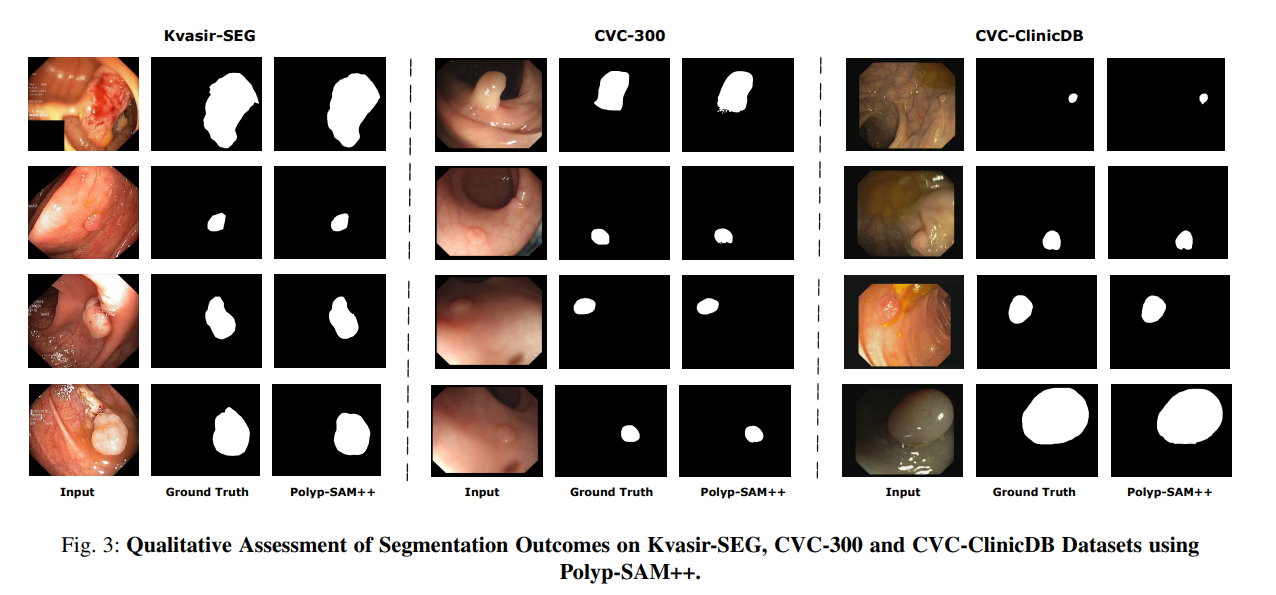 Kvasir-SEG
CVC-300
CVC-ClinicDB
Input
Ground Truth
Polyp-SAM++
Input
Ground Truth
Polyp-SAM++
Input
Ground Truth
Polyp-SAM++
Fig. 3: Qualitative Assessment of Segmentation Outcomes on Kvasir-SEG, CVC-300 and CVC-ClinicDB Datasets using
Polyp-SAM++.